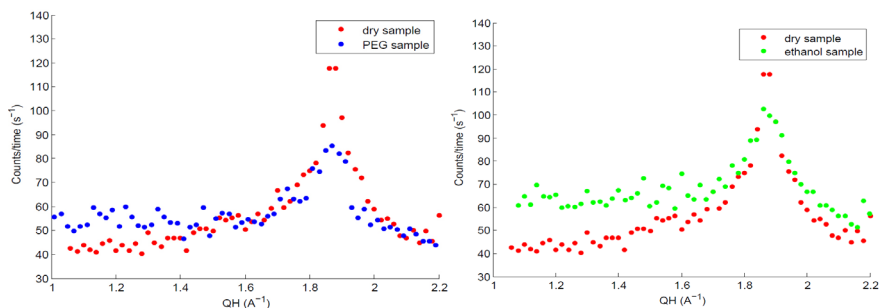 140
130
120
110
100
90
80
70
60
50
40
30
Counts/time (s⁻¹)
dry sample
PEG sample
1 1.2 1.4 1.6 1.8 2 2.2
QH (A⁻¹)
140
130
120
110
100
90
80
70
60
50
40
30
Counts/time (s⁻¹)
dry sample
ethanol sample
1 1.2 1.4 1.6 1.8 2 2.2
QH (A⁻¹)